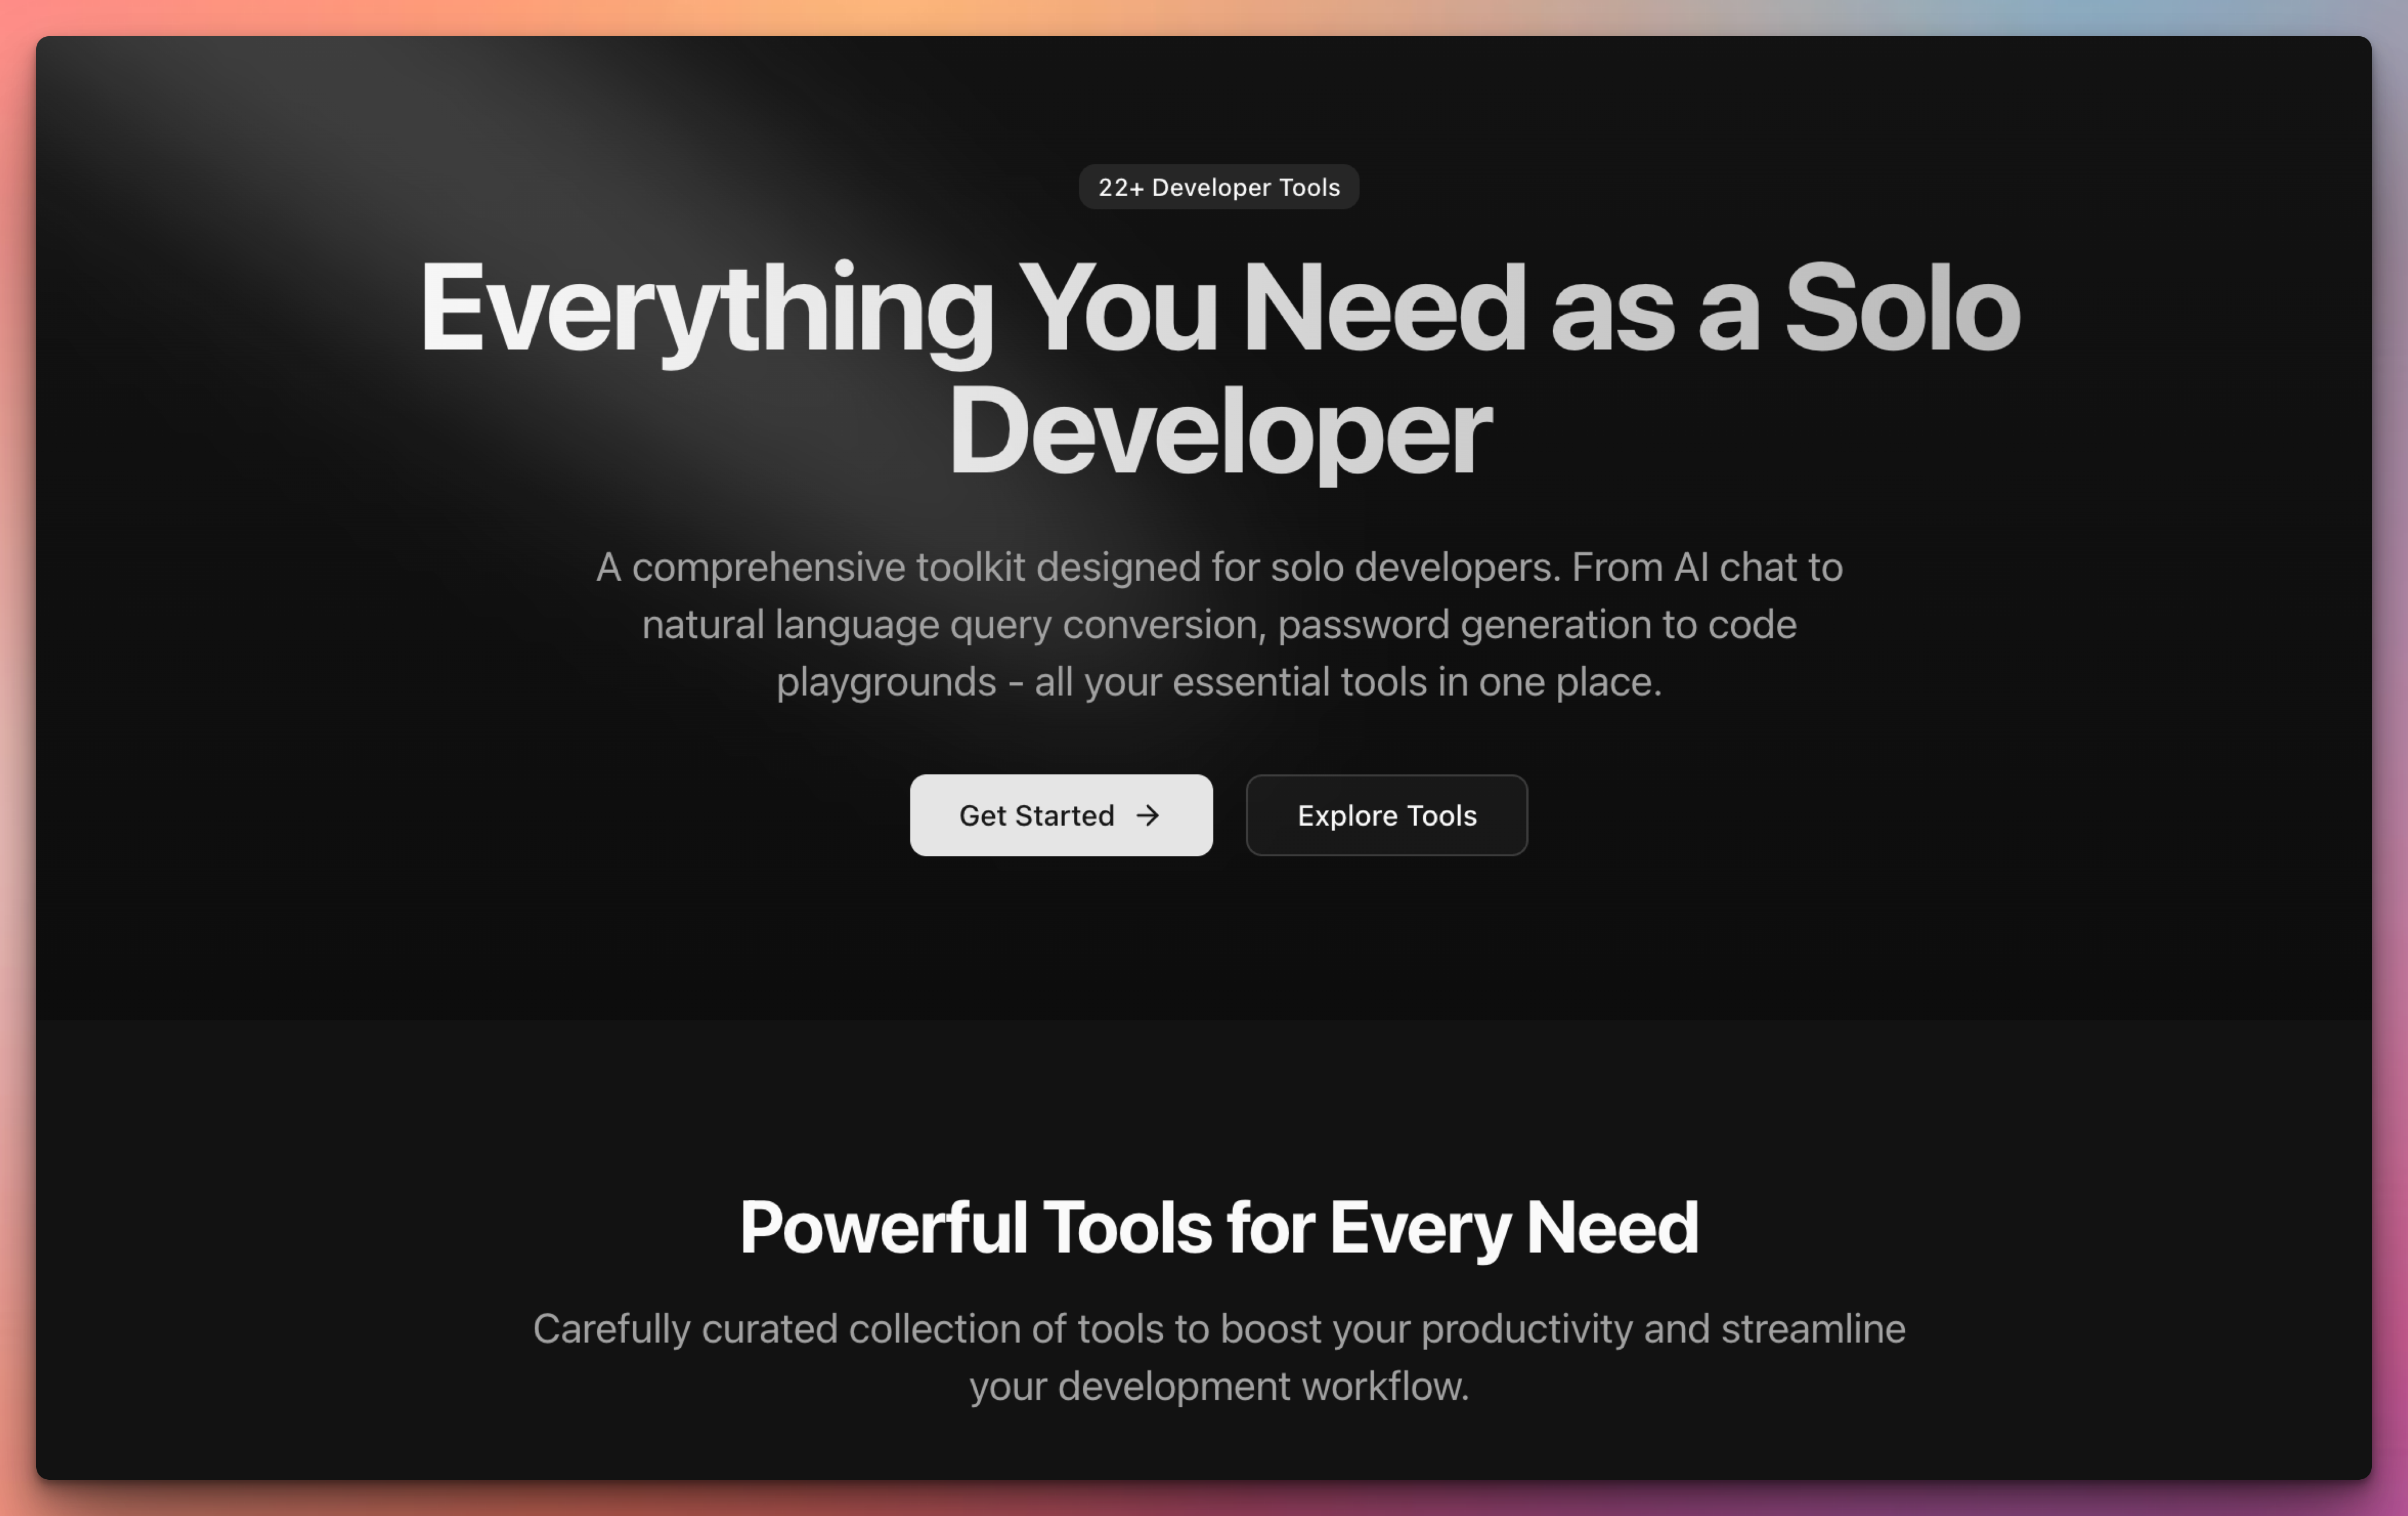 22+ Developer Tools
Everything You Need as a Solo
Developer
A comprehensive toolkit designed for solo developers. From AI chat to
natural language query conversion, password generation to code
playgrounds - all your essential tools in one place.
Get Started →
Explore Tools
Powerful Tools for Every Need
Carefully curated collection of tools to boost your productivity and streamline
your development workflow.